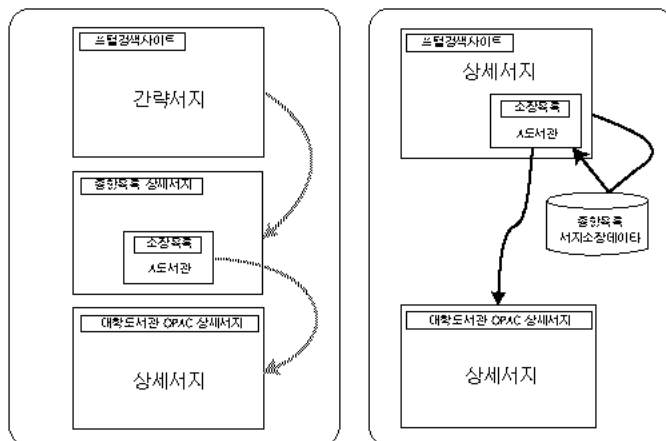 프털검색사이트
간략서지
종합목록 상세서지
소장목록
A도서관
대학도서관 OPAC 상세서지
상세서지
프털검색사이트
상세서지
소장목록
A도서관
종합목록
서지소장데이타
대학도서관 OPAC 상세서지
상세서지